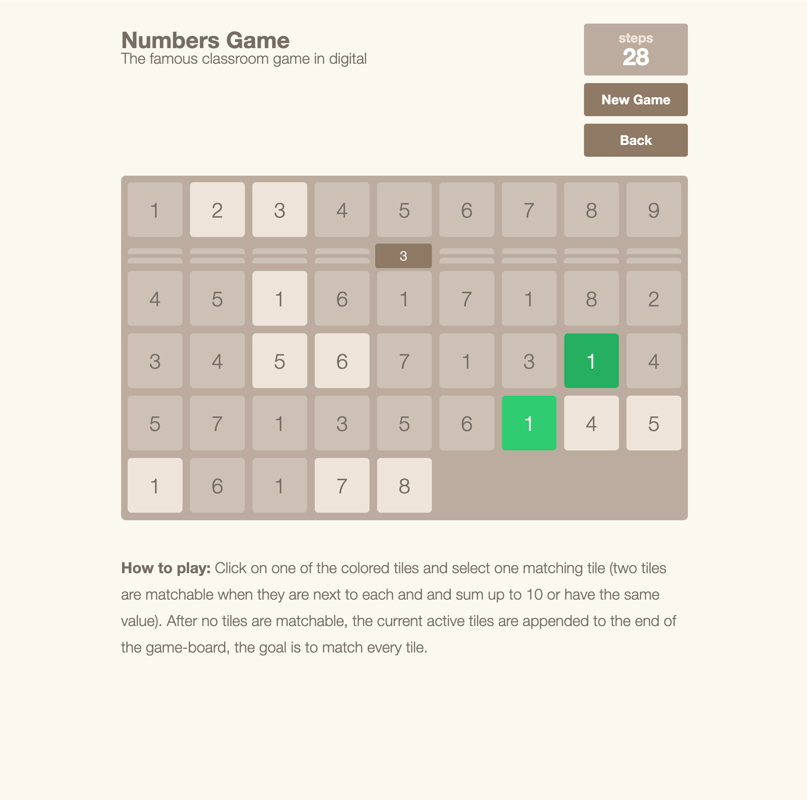 Numbers Game
The famous classroom game in digital
steps
28
New Game
Back
1 2 3 4 5 6 7 8 9
3
4 5 1 6 1 7 1 8 2
3 4 5 6 7 1 3 1 4
5 7 1 3 5 6 1 4 5
1 6 1 7 8
How to play: Click on one of the colored tiles and select one matching tile (two tiles
are matchable when they are next to each and and sum up to 10 or have the same
value). After no tiles are matchable, the current active tiles are appended to the end of
the game-board, the goal is to match every tile.